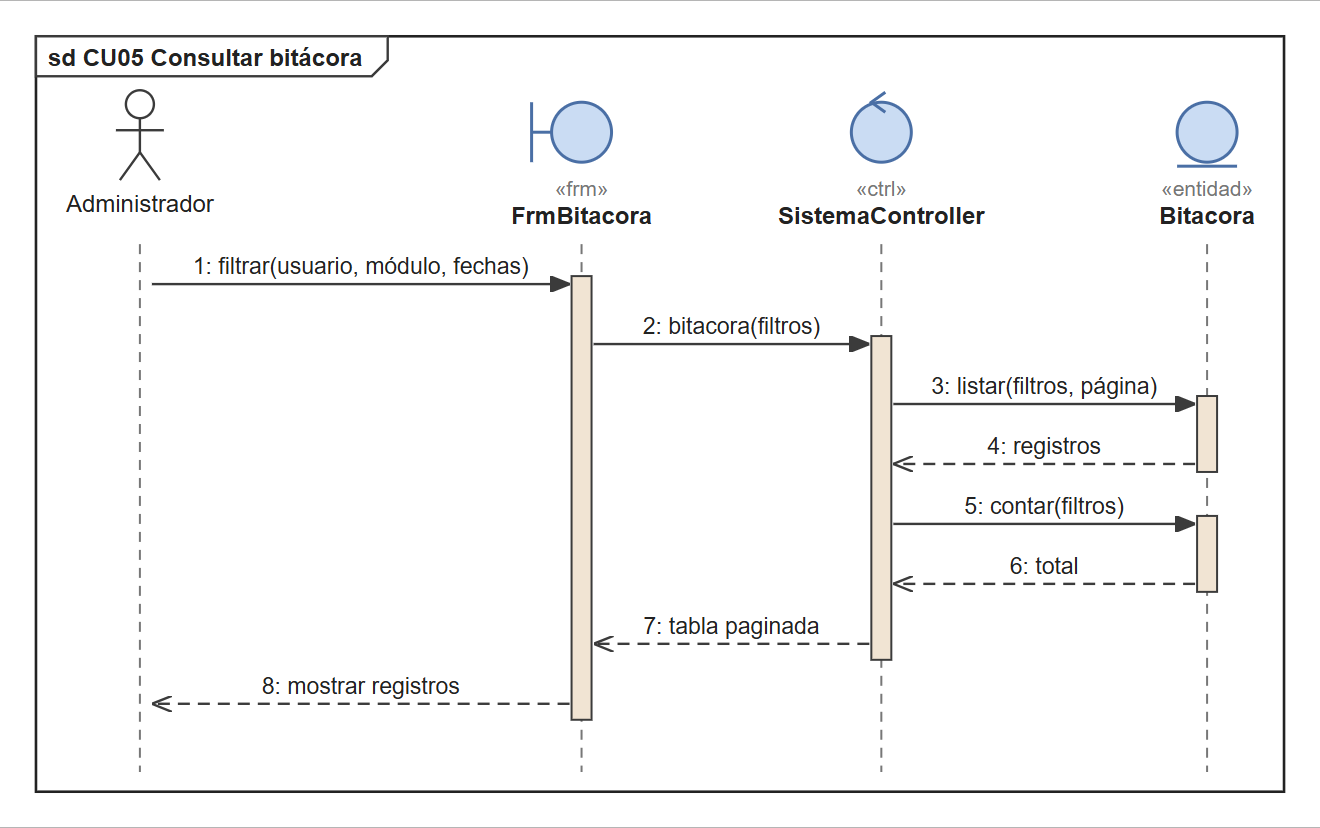 sd CU05 Consultar bitácora
Administrador
«frm»
FrmBitacora
«ctrl»
SistemaController
«entidad»
Bitacora
1: filtrar(usuario, módulo, fechas)
2: bitacora(filtros)
3: listar(filtros, página)
4: registros
5: contar(filtros)
6: total
7: tabla paginada
8: mostrar registros